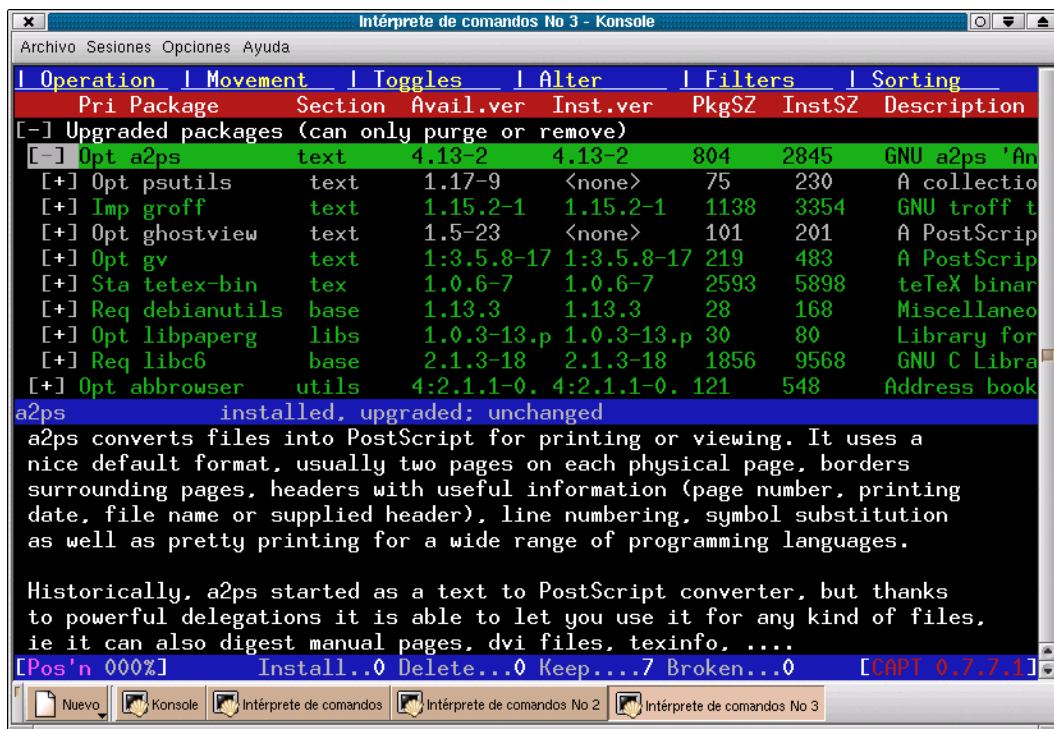 Intérprete de comandos No 3 - Konsole
Archivo Sesiones Opciones Ayuda
| Operation | Movement | Toggles | Alter | Filters | Sorting
Pri Package Section Avail.ver Inst.ver PkgSZ InstSZ Description
[-] Upgraded packages (can only purge or remove)
[-] Opt a2ps text 4.13-2 4.13-2 804 2845 GNU a2ps 'An
[+] Opt psutils text 1.17-9 <none> 75 230 A collectio
[+] Imp groff text 1.15.2-1 1.15.2-1 1138 3354 GNU troff t
[+] Opt ghostview text 1.5-23 <none> 101 201 A PostScrip
[+] Opt gv text 1:3.5.8-17 1:3.5.8-17 219 483 A PostScrip
[+] Sta tetex-bin tex 1.0.6-7 1.0.6-7 2593 5898 teTeX binar
[+] Req debianutils base 1.13.3 1.13.3 28 168 Miscellaneo
[+] Opt libpaperg libs 1.0.3-13.p 1.0.3-13.p 30 80 Library for
[+] Req libc6 base 2.1.3-18 2.1.3-18 1856 9568 GNU C Libra
[+] Opt abbrowser utils 4:2.1.1-0. 4:2.1.1-0. 121 548 Address book
a2ps installed, upgraded; unchanged
a2ps converts files into PostScript for printing or viewing. It uses a
nice default format, usually two pages on each physical page, borders
surrounding pages, headers with useful information (page number, printing
date, file name or supplied header), line numbering, symbol substitution
as well as pretty printing for a wide range of programming languages.
Historically, a2ps started as a text to PostScript converter, but thanks
to powerful delegations it is able to let you use it for any kind of files,
ie it can also digest manual pages, dvi files, texinfo, ....
[Pos'n 000%] Install..0 Delete...0 Keep....7 Broken...0 [CAPT 0.7.7.1]
Nuevo Konsole Intérprete de comandos Intérprete de comandos No 2 Intérprete de comandos No 3